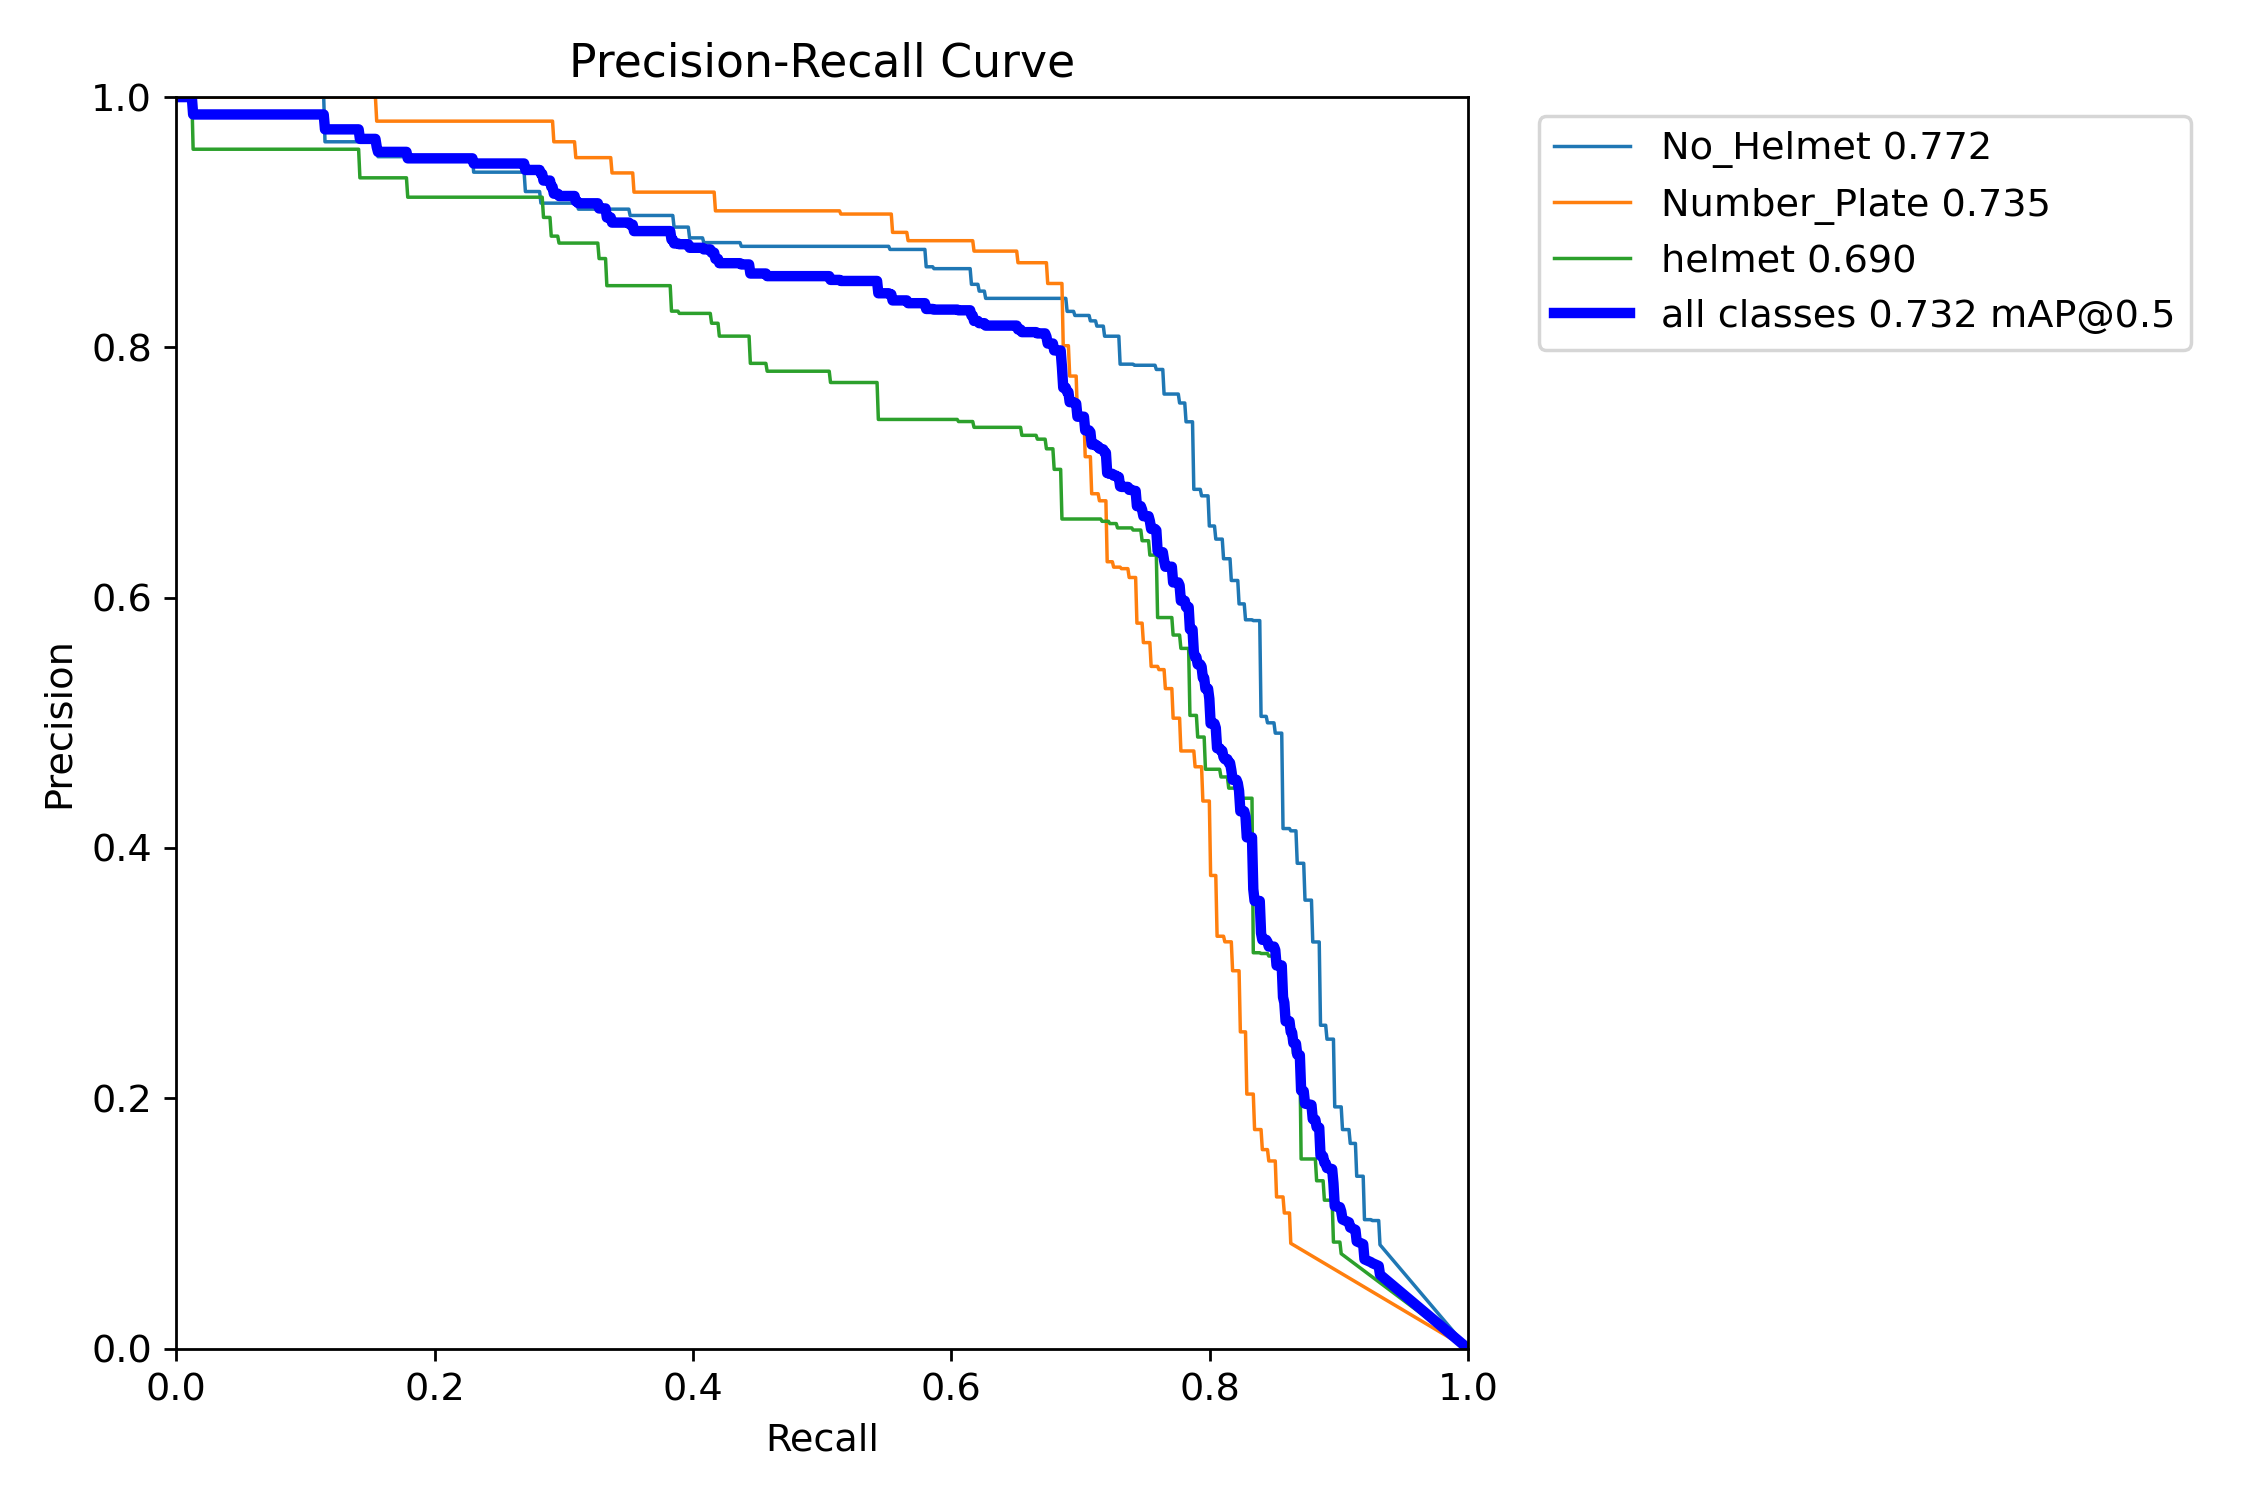 Precision-Recall Curve
1.0
0.8
0.6
0.4
0.2
0.0
Precision
0.0 0.2 0.4 0.6 0.8 1.0
Recall
No_Helmet 0.772
Number_Plate 0.735
helmet 0.690
all classes 0.732 mAP@0.5